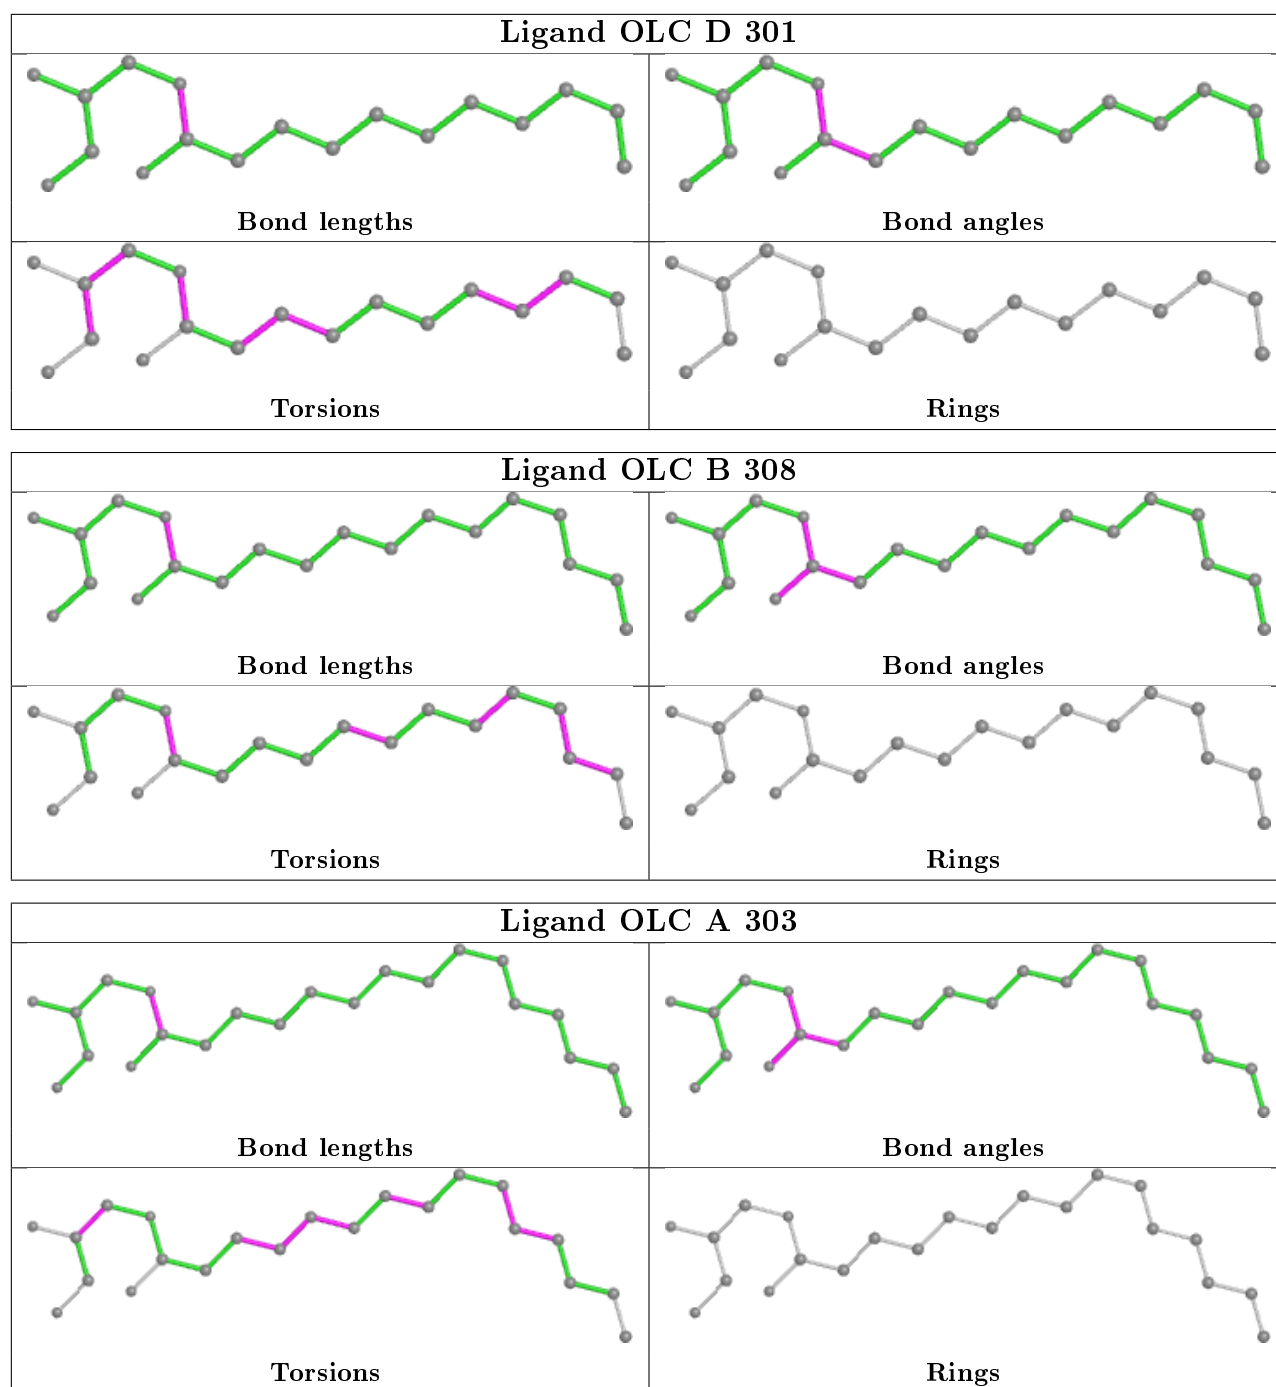 Ligand OLC D 301
Bond lengths
Bond angles
Torsions
Rings
Ligand OLC B 308
Bond lengths
Bond angles
Torsions
Rings
Ligand OLC A 303
Bond lengths
Bond angles
Torsions
Rings